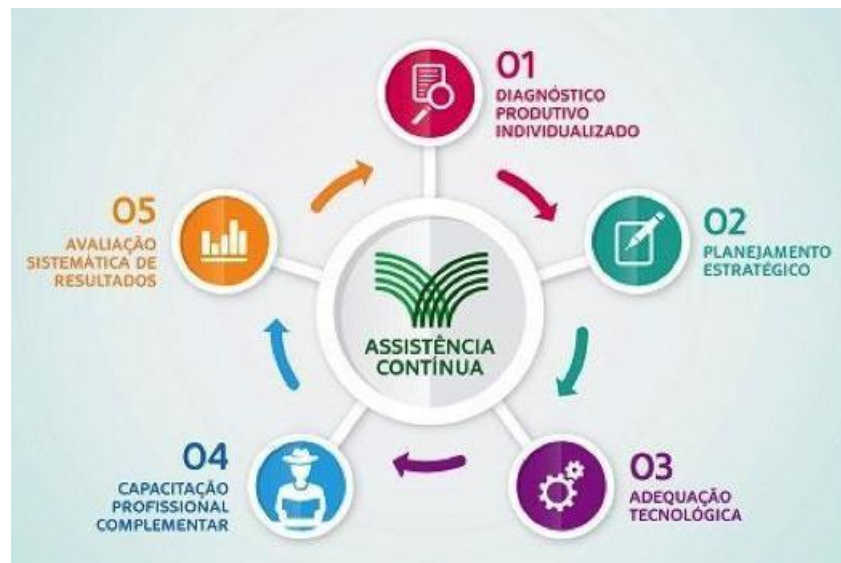 01
DIAGNÓSTICO
PRODUTIVO
INDIVIDUALIZADO
02
PLANEJAMENTO
ESTRATÉGICO
03
ADEQUAÇÃO
TECNOLÓGICA
04
CAPACITAÇÃO
PROFISSIONAL
COMPLEMENTAR
05
AVALIAÇÃO
SISTEMÁTICA DE
RESULTADOS
ASSISTÊNCIA
CONTÍNUA